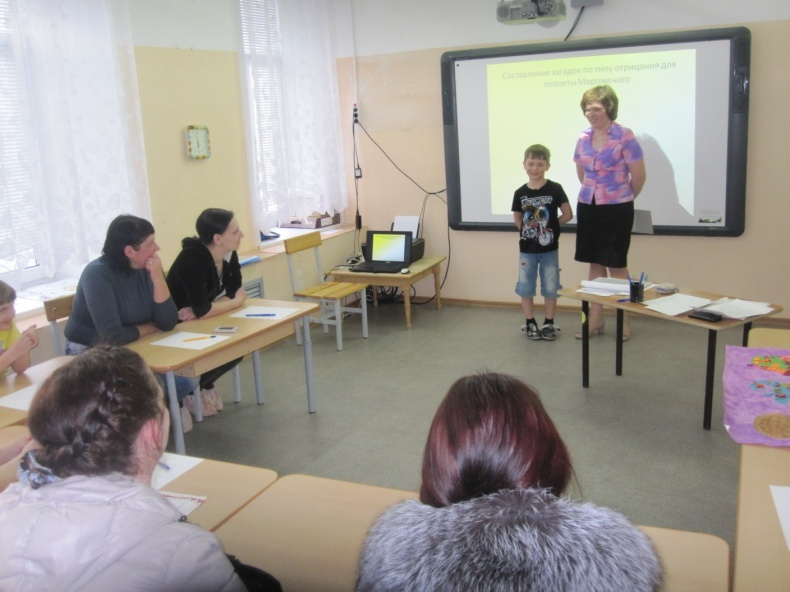 Составление загадок по типу отрицания для
планеты Мороженого